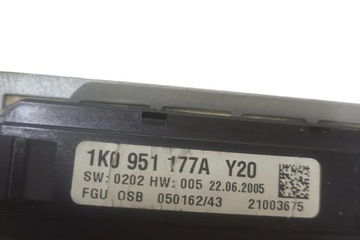 1K0 951 177A Y20
SW: 0202 HW: 005 22.06.2005
FGU OSB 050162/43 21003675